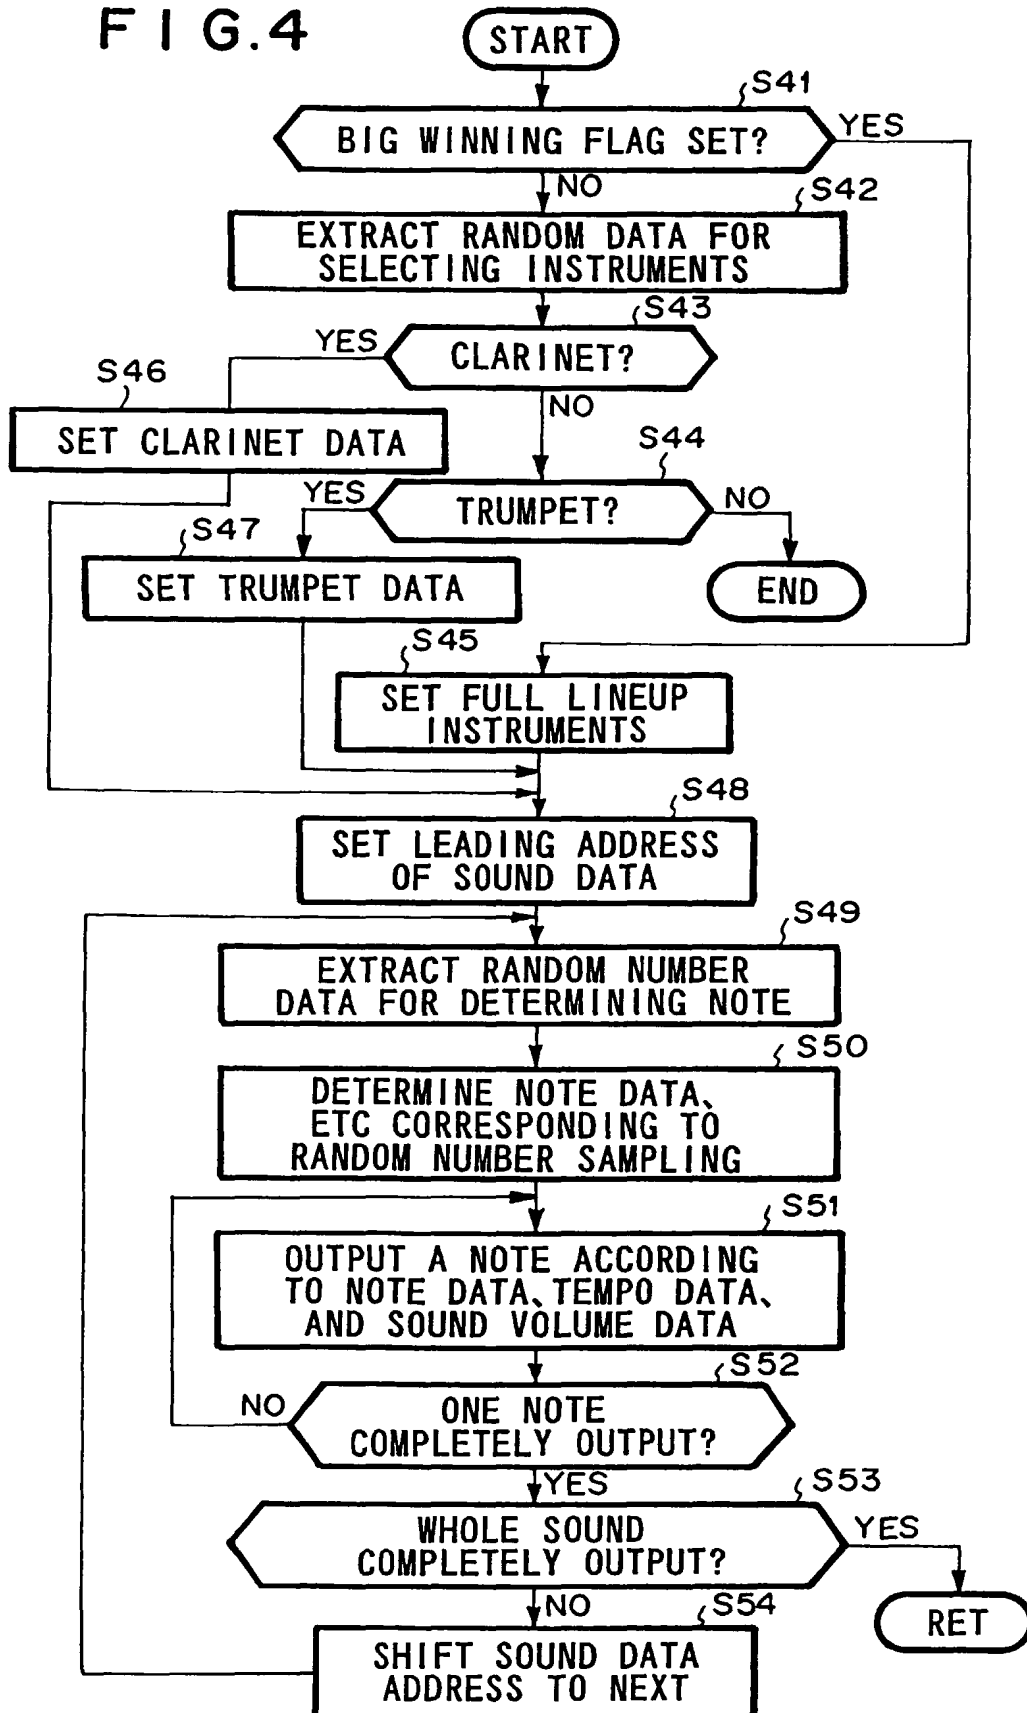 FIG.4
START
S41
BIG WINNING FLAG SET?
YES
NO
S42
EXTRACT RANDOM DATA FOR
SELECTING INSTRUMENTS
S43
YES
CLARINET?
S46
NO
SET CLARINET DATA
S44
YES
TRUMPET?
NO
S47
SET TRUMPET DATA
END
S45
SET FULL LINEUP
INSTRUMENTS
S48
SET LEADING ADDRESS
OF SOUND DATA
S49
EXTRACT RANDOM NUMBER
DATA FOR DETERMINING NOTE
S50
DETERMINE NOTE DATA、
ETC CORRESPONDING TO
RANDOM NUMBER SAMPLING
S51
OUTPUT A NOTE ACCORDING
TO NOTE DATA、TEMPO DATA、
AND SOUND VOLUME DATA
S52
NO
ONE NOTE
COMPLETELY OUTPUT?
YES
S53
WHOLE SOUND
COMPLETELY OUTPUT?
YES
NO
S54
RET
SHIFT SOUND DATA
ADDRESS TO NEXT